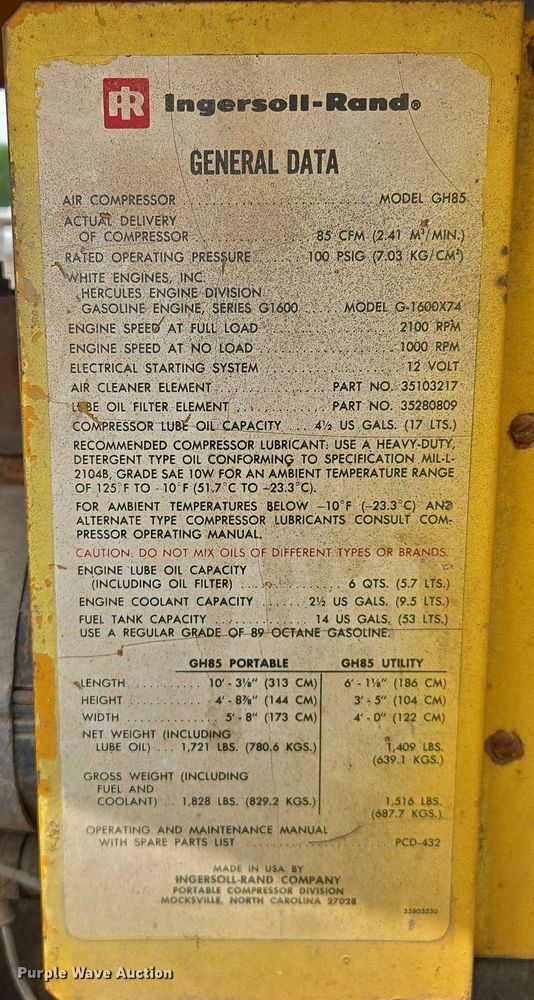 IR Ingersoll-Rand®
GENERAL DATA
AIR COMPRESSOR .................... MODEL GH85
ACTUAL DELIVERY
OF COMPRESSOR .............. 85 CFM (2.41 M³/MIN.)
RATED OPERATING PRESSURE ..... 100 PSIG (7.03 KG/CM²)
WHITE ENGINES, INC.
HERCULES ENGINE DIVISION
GASOLINE ENGINE, SERIES G1600 ..... MODEL G-1600X74
ENGINE SPEED AT FULL LOAD ................ 2100 RPM
ENGINE SPEED AT NO LOAD ................ 1000 RPM
ELECTRICAL STARTING SYSTEM ................ 12 VOLT
AIR CLEANER ELEMENT ............ PART NO. 35103217
LUBE OIL FILTER ELEMENT ............ PART NO. 35280809
COMPRESSOR LUBE OIL CAPACITY .... 4½ US GALS. (17 LTS.)
RECOMMENDED COMPRESSOR LUBRICANT: USE A HEAVY-DUTY,
DETERGENT TYPE OIL CONFORMING TO SPECIFICATION MIL-L-
2104B, GRADE SAE 10W FOR AN AMBIENT TEMPERATURE RANGE
OF 125°F TO -10°F (51.7°C TO -23.3°C).
FOR AMBIENT TEMPERATURES BELOW -10°F (-23.3°C) AND
ALTERNATE TYPE COMPRESSOR LUBRICANTS CONSULT COM-
PRESSOR OPERATING MANUAL.
CAUTION: DO NOT MIX OILS OF DIFFERENT TYPES OR BRANDS.
ENGINE LUBE OIL CAPACITY
(INCLUDING OIL FILTER) ............ 6 QTS. (5.7 LTS.)
ENGINE COOLANT CAPACITY ...... 2½ US GALS. (9.5 LTS.)
FUEL TANK CAPACITY ............ 14 US GALS. (53 LTS.)
USE A REGULAR GRADE OF 89 OCTANE GASOLINE.
GH85 PORTABLE GH85 UTILITY
LENGTH .......... 10' - 3⅛" (313 CM) 6' - 1⅛" (186 CM)
HEIGHT .......... 4' - 8⅞" (144 CM) 3' - 5" (104 CM)
WIDTH .......... 5' - 8" (173 CM) 4' - 0" (122 CM)
NET WEIGHT (INCLUDING
LUBE OIL) .. 1,721 LBS. (780.6 KGS.) 1,409 LBS.
(639.1 KGS.)
GROSS WEIGHT (INCLUDING
FUEL AND
COOLANT) .. 1,828 LBS. (829.2 KGS.) 1,516 LBS.
(687.7 KGS.)
OPERATING AND MAINTENANCE MANUAL
WITH SPARE PARTS LIST .................... PCD-432
MADE IN USA BY
INGERSOLL-RAND COMPANY
PORTABLE COMPRESSOR DIVISION
MOCKSVILLE, NORTH CAROLINA 27028
35805530
Purple Wave Auction